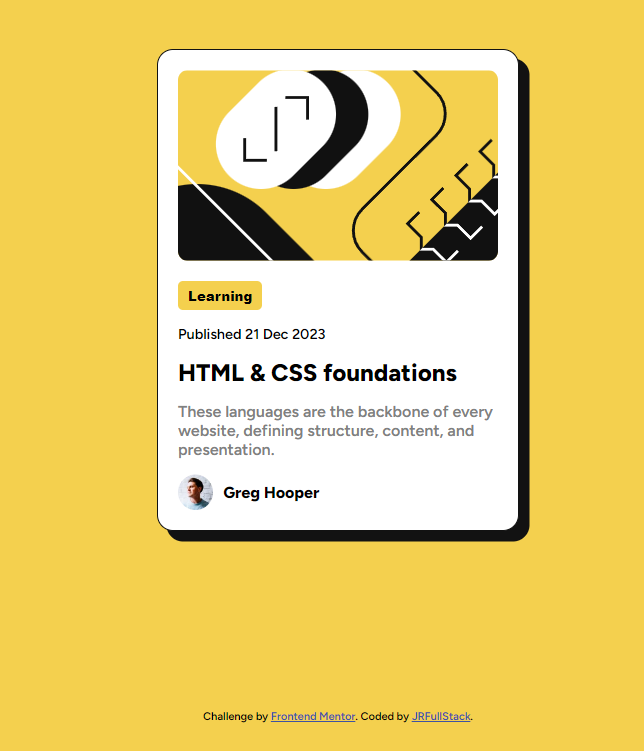 Learning
Published 21 Dec 2023
HTML & CSS foundations
These languages are the backbone of every
website, defining structure, content, and
presentation.
Greg Hooper
Challenge by Frontend Mentor. Coded by JRFullStack.